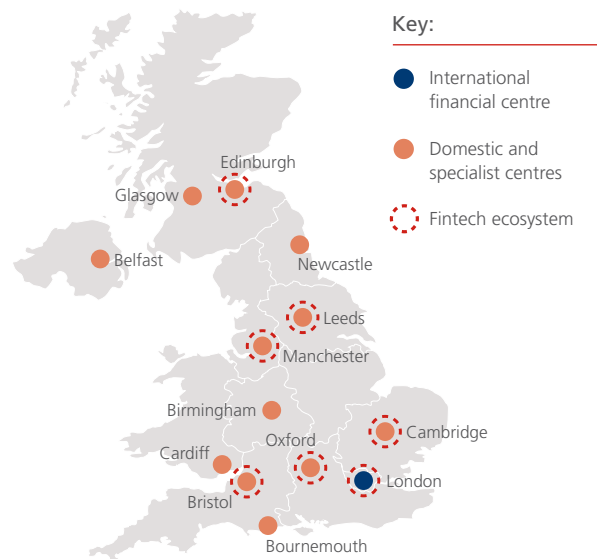 Key:
International
financial centre
Domestic and
specialist centres
Fintech ecosystem
Edinburgh
Glasgow
Belfast
Newcastle
Leeds
Manchester
Birmingham
Cambridge
Oxford
Cardiff
London
Bristol
Bournemouth